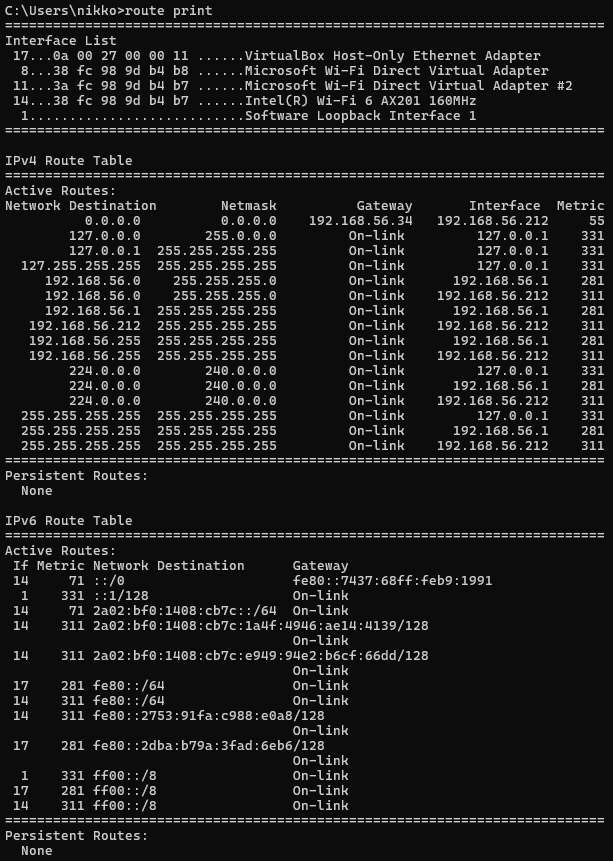 C:\Users\nikko>route print
===========================================================================
Interface List
 17...0a 00 27 00 00 11 ......VirtualBox Host-Only Ethernet Adapter
  8...38 fc 98 9d b4 b8 ......Microsoft Wi-Fi Direct Virtual Adapter
 11...3a fc 98 9d b4 b7 ......Microsoft Wi-Fi Direct Virtual Adapter #2
 14...38 fc 98 9d b4 b7 ......Intel(R) Wi-Fi 6 AX201 160MHz
  1...........................Software Loopback Interface 1
===========================================================================

IPv4 Route Table
===========================================================================
Active Routes:
Network Destination        Netmask          Gateway       Interface  Metric
          0.0.0.0          0.0.0.0    192.168.56.34   192.168.56.212     55
        127.0.0.0        255.0.0.0         On-link         127.0.0.1    331
        127.0.0.1  255.255.255.255         On-link         127.0.0.1    331
  127.255.255.255  255.255.255.255         On-link         127.0.0.1    331
     192.168.56.0    255.255.255.0         On-link      192.168.56.1    281
     192.168.56.0    255.255.255.0         On-link    192.168.56.212    311
     192.168.56.1  255.255.255.255         On-link      192.168.56.1    281
   192.168.56.212  255.255.255.255         On-link    192.168.56.212    311
   192.168.56.255  255.255.255.255         On-link      192.168.56.1    281
   192.168.56.255  255.255.255.255         On-link    192.168.56.212    311
        224.0.0.0        240.0.0.0         On-link         127.0.0.1    331
        224.0.0.0        240.0.0.0         On-link      192.168.56.1    281
        224.0.0.0        240.0.0.0         On-link    192.168.56.212    311
  255.255.255.255  255.255.255.255         On-link         127.0.0.1    331
  255.255.255.255  255.255.255.255         On-link      192.168.56.1    281
  255.255.255.255  255.255.255.255         On-link    192.168.56.212    311
===========================================================================
Persistent Routes:
  None

IPv6 Route Table
===========================================================================
Active Routes:
 If Metric Network Destination      Gateway
 14     71 ::/0                     fe80::7437:68ff:feb9:1991
  1    331 ::1/128                  On-link
 14     71 2a02:bf0:1408:cb7c::/64  On-link
 14    311 2a02:bf0:1408:cb7c:1a4f:4946:ae14:4139/128
                                    On-link
 14    311 2a02:bf0:1408:cb7c:e949:94e2:b6cf:66dd/128
                                    On-link
 17    281 fe80::/64                On-link
 14    311 fe80::/64                On-link
 14    311 fe80::2753:91fa:c988:e0a8/128
                                    On-link
 17    281 fe80::2dba:b79a:3fad:6eb6/128
                                    On-link
  1    331 ff00::/8                 On-link
 17    281 ff00::/8                 On-link
 14    311 ff00::/8                 On-link
===========================================================================
Persistent Routes:
  None